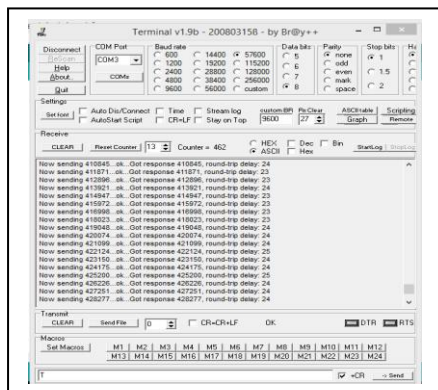 Terminal v1.9b - 200803158 - by Br@y++
Disconnect
ReScan
Help
About..
Quit
COM Port
COM3
COMs
Baud rate
600 14400 57600
1200 19200 115200
2400 28800 128000
4800 38400 256000
9600 56000 custom
Data bits
5
6
7
8
Parity
none
odd
even
mark
space
Stop bits
1
1.5
2
Settings
Set font
Auto Dis/Connect Time Stream log
AutoStart Script CR=LF Stay on Top
custom BR
9600
Rx Clear
27
ASCII table
Graph
Scripting
Remote
Receive
CLEAR Reset Counter 13 Counter = 462
HEX Dec Bin
ASCII Hex
StartLog StopLog
Now sending 410845...ok...Got response 410845, round-trip delay: 24
Now sending 411871...ok...Got response 411871, round-trip delay: 23
Now sending 412896...ok...Got response 412896, round-trip delay: 24
Now sending 413921...ok...Got response 413921, round-trip delay: 24
Now sending 414947...ok...Got response 414947, round-trip delay: 25
Now sending 415972...ok...Got response 415972, round-trip delay: 23
Now sending 416998...ok...Got response 416998, round-trip delay: 24
Now sending 418023...ok...Got response 418023, round-trip delay: 23
Now sending 419048...ok...Got response 419048, round-trip delay: 24
Now sending 420074...ok...Got response 420074, round-trip delay: 24
Now sending 421099...ok...Got response 421099, round-trip delay: 24
Now sending 422124...ok...Got response 422124, round-trip delay: 25
Now sending 423150...ok...Got response 423150, round-trip delay: 24
Now sending 424175...ok...Got response 424175, round-trip delay: 24
Now sending 425200...ok...Got response 425200, round-trip delay: 25
Now sending 426226...ok...Got response 426226, round-trip delay: 24
Now sending 427251...ok...Got response 427251, round-trip delay: 25
Now sending 428277...ok...Got response 428277, round-trip delay: 24
Transmit
CLEAR Send File 0 CR=CR+LF OK DTR RTS
Macros
Set Macros
M1 M2 M3 M4 M5 M6 M7 M8 M9 M10 M11 M12
M13 M14 M15 M16 M17 M18 M19 M20 M21 M22 M23 M24
T
+CR -> Send